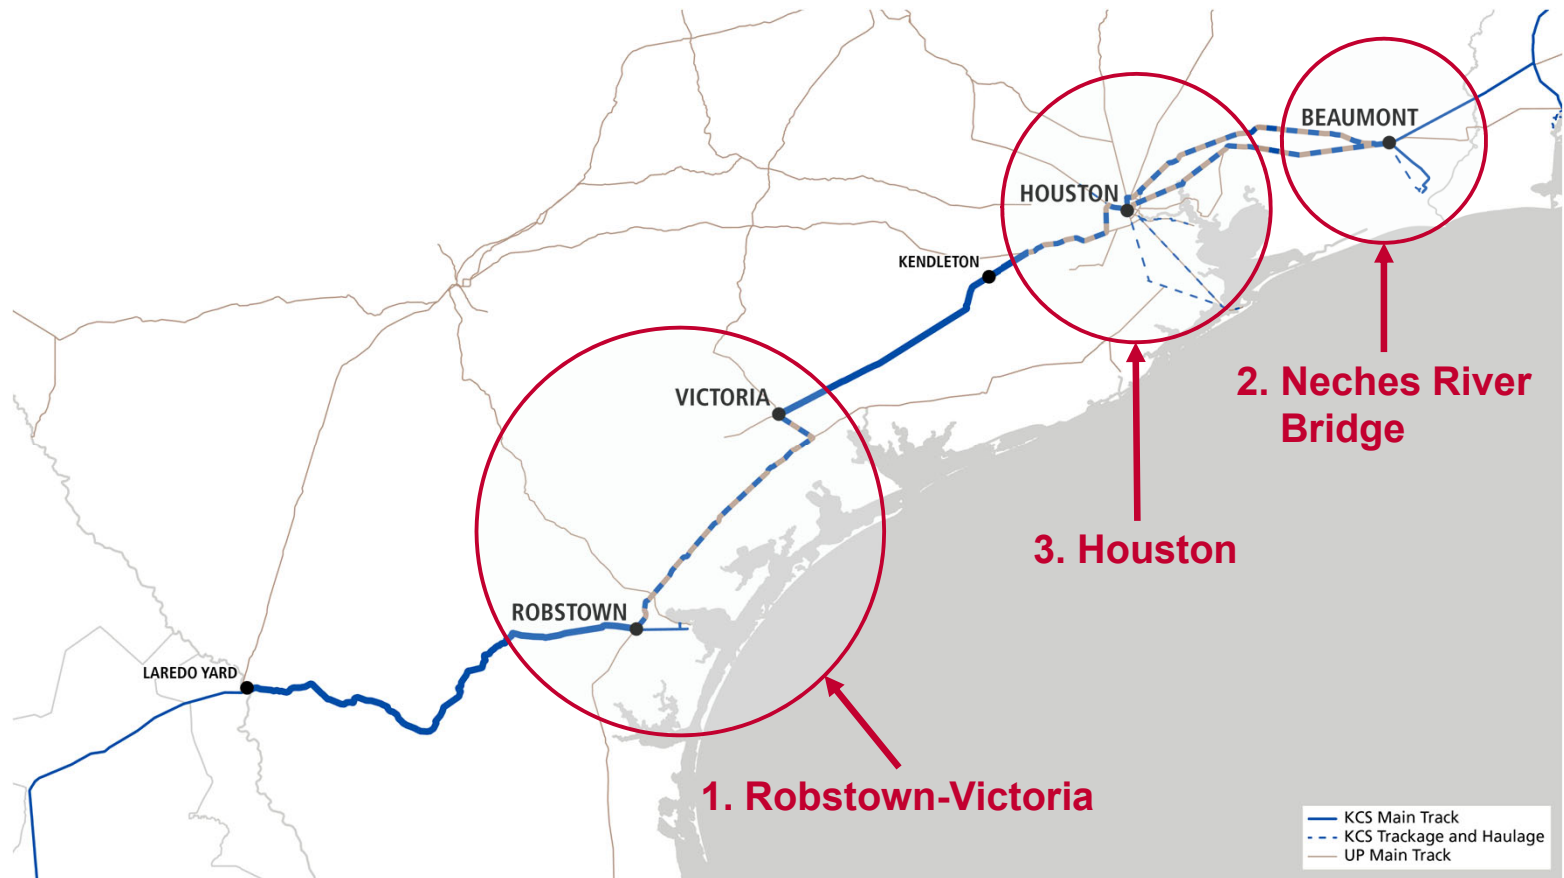 BEAUMONT
HOUSTON
KENDLETON
2. Neches River
Bridge
VICTORIA
3. Houston
ROBSTOWN
LAREDO YARD
1. Robstown-Victoria
KCS Main Track
KCS Trackage and Haulage
UP Main Track